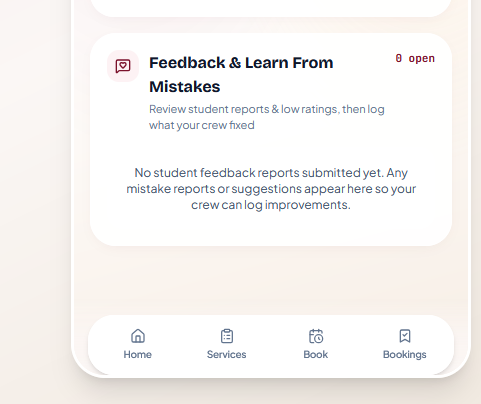 Feedback & Learn From
Mistakes
0 open
Review student reports & low ratings, then log
what your crew fixed
No student feedback reports submitted yet. Any
mistake reports or suggestions appear here so your
crew can log improvements.
Home
Services
Book
Bookings